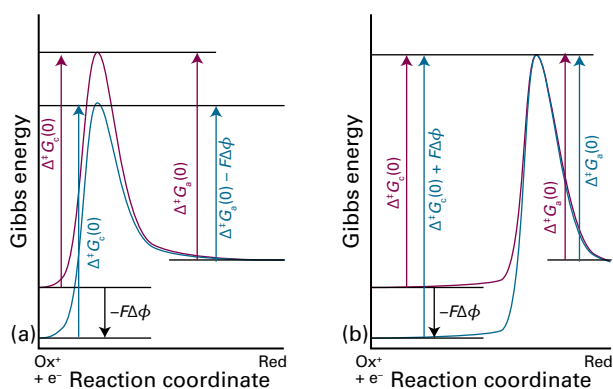 Gibbs energy
Δ‡Gc(0)
Δ‡Gc(0)
Δ‡Ga(0)
Δ‡Ga(0) − FΔϕ
−FΔϕ
(a)
Ox⁺
+ e⁻
Reaction coordinate
Red
Gibbs energy
Δ‡Gc(0)
Δ‡Gc(0) + FΔϕ
Δ‡Ga(0)
Δ‡Ga(0)
−FΔϕ
(b)
Ox⁺
+ e⁻
Reaction coordinate
Red